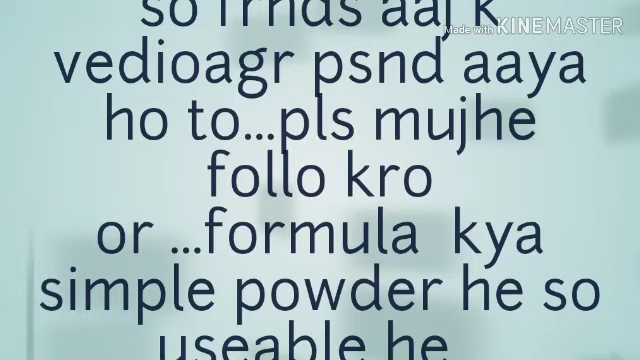 so frnds aaj k
Made with KINEMASTER
vedioagr psnd aaya
ho to...pls mujhe
follo kro
or ...formula kya
simple powder he so
useable he